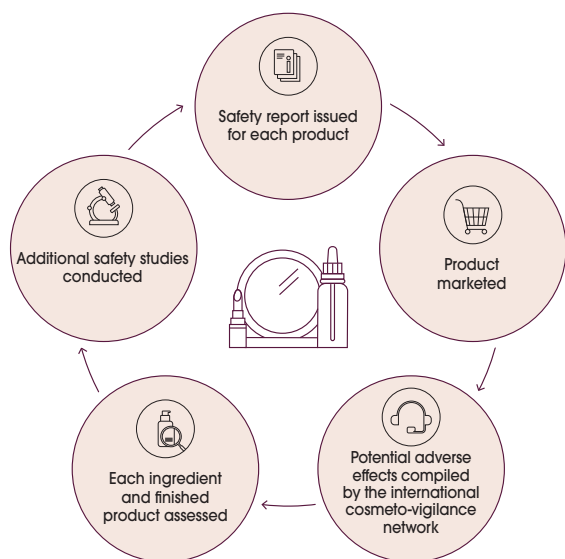 Safety report issued
for each product
Product
marketed
Potential adverse
effects compiled
by the international
cosmeto-vigilance
network
Each ingredient
and finished
product assessed
Additional safety studies
conducted